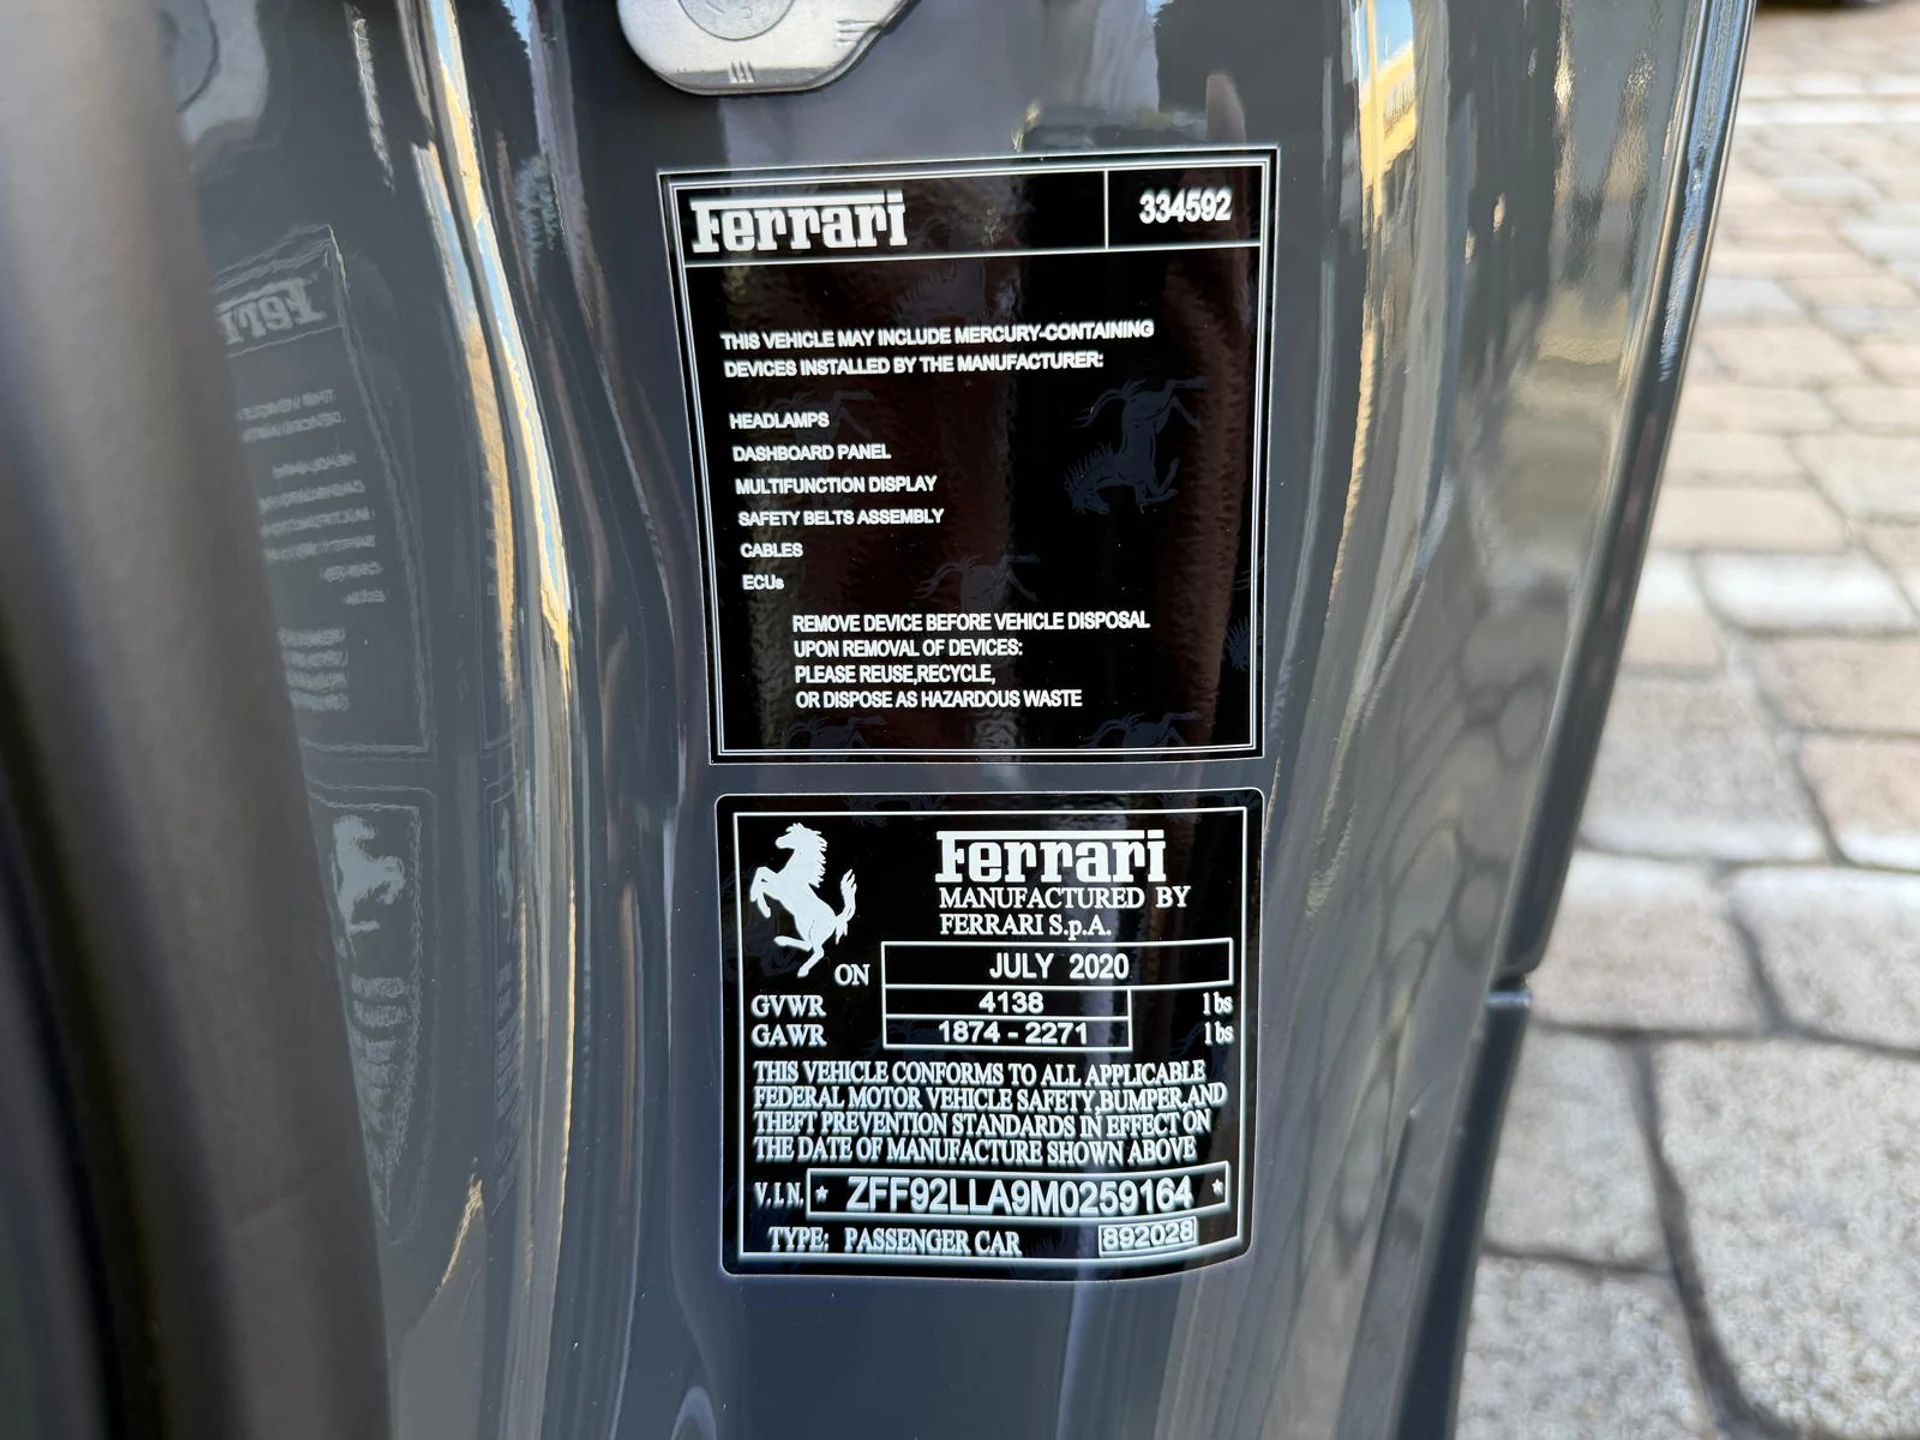 Ferrari 334592
THIS VEHICLE MAY INCLUDE MERCURY-CONTAINING
DEVICES INSTALLED BY THE MANUFACTURER:
HEADLAMPS
DASHBOARD PANEL
MULTIFUNCTION DISPLAY
SAFETY BELTS ASSEMBLY
CABLES
ECUs
REMOVE DEVICE BEFORE VEHICLE DISPOSAL
UPON REMOVAL OF DEVICES:
PLEASE REUSE,RECYCLE,
OR DISPOSE AS HAZARDOUS WASTE
Ferrari
MANUFACTURED BY
FERRARI S.p.A.
ON JULY 2020
GVWR 4138 lbs
GAWR 1874 - 2271 lbs
THIS VEHICLE CONFORMS TO ALL APPLICABLE
FEDERAL MOTOR VEHICLE SAFETY,BUMPER,AND
THEFT PREVENTION STANDARDS IN EFFECT ON
THE DATE OF MANUFACTURE SHOWN ABOVE
V.I.N. * ZFF92LLA9M0259164 *
TYPE: PASSENGER CAR 892028